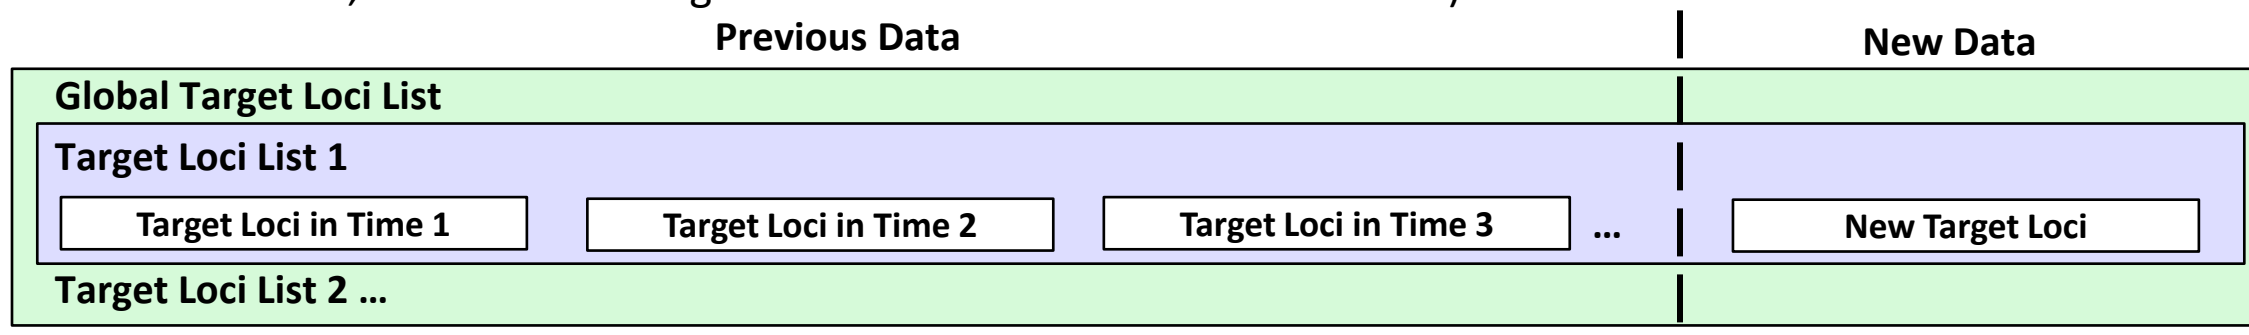 Previous Data
New Data
Global Target Loci List
Target Loci List 1
Target Loci in Time 1
Target Loci in Time 2
Target Loci in Time 3
...
New Target Loci
Target Loci List 2 ...